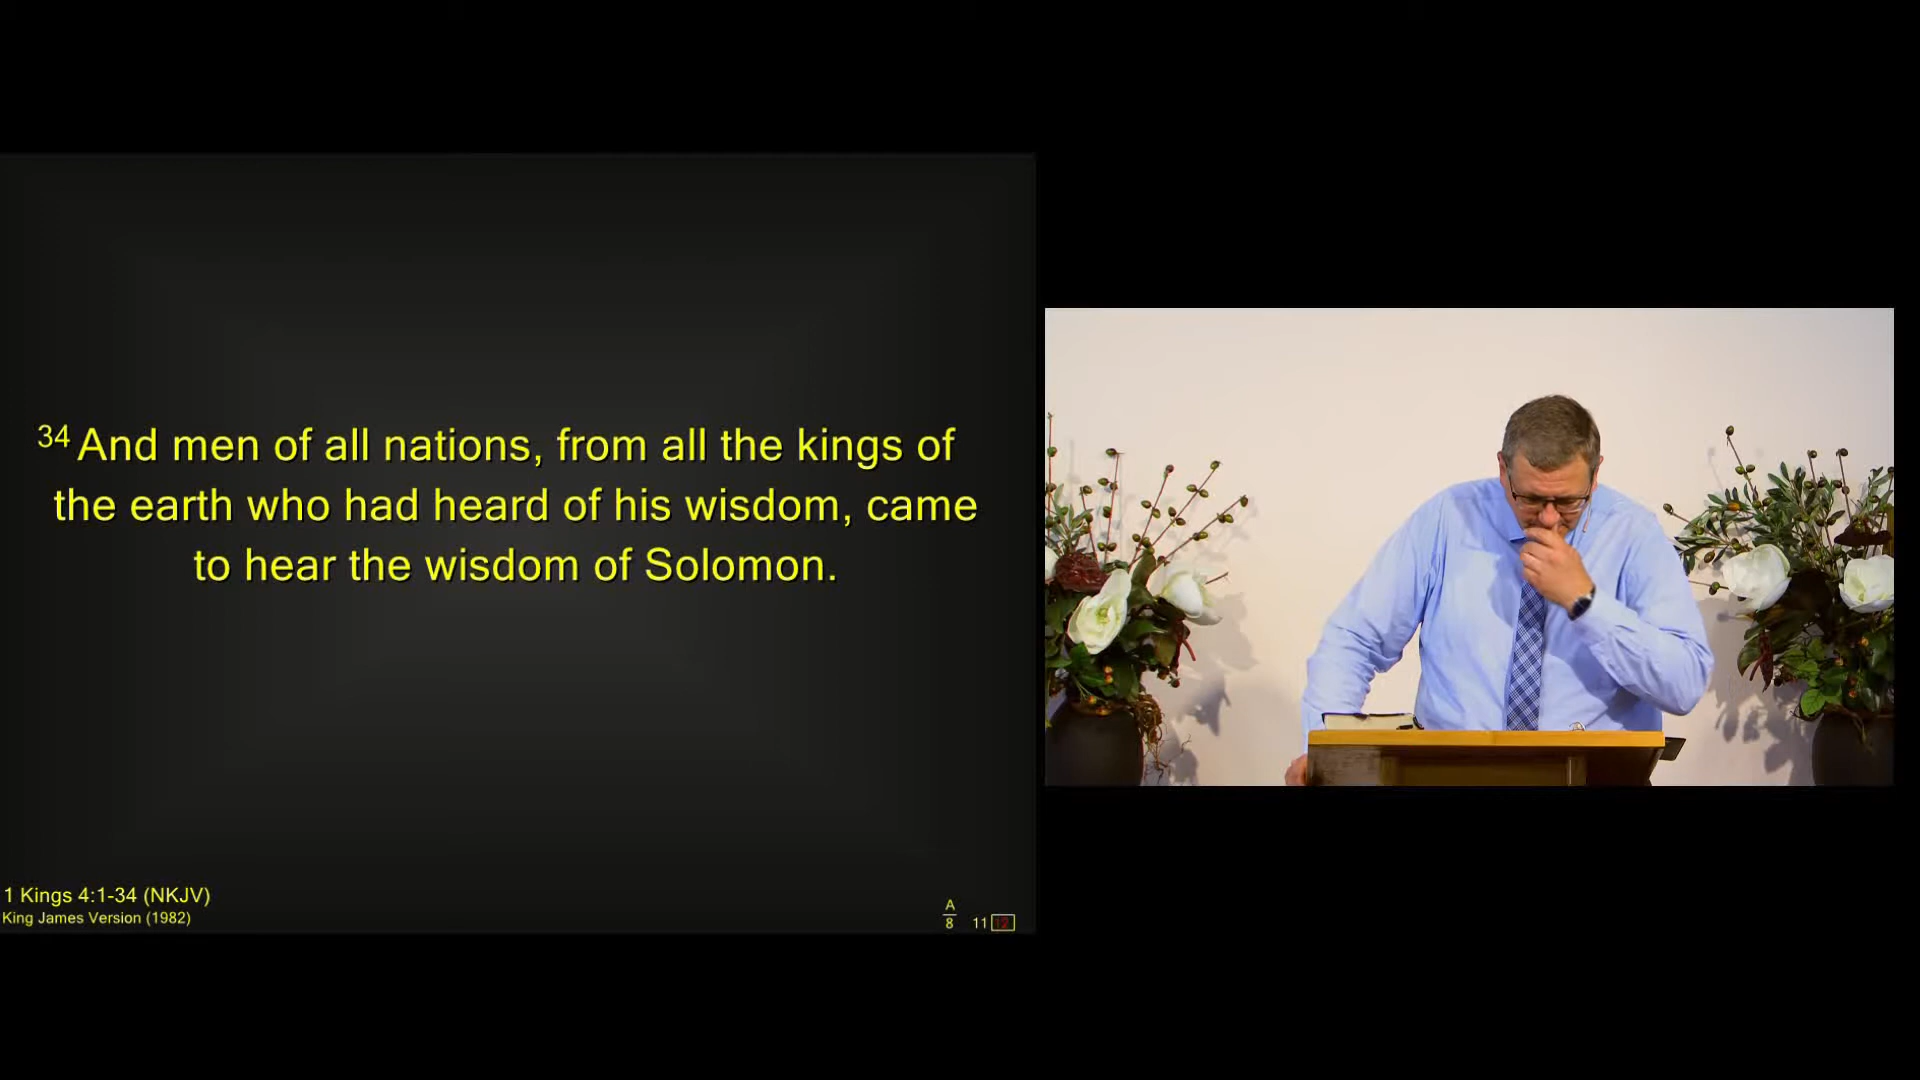 34 And men of all nations, from all the kings of
the earth who had heard of his wisdom, came
to hear the wisdom of Solomon.
1 Kings 4:1-34 (NKJV)
King James Version (1982)
A
8
11 12